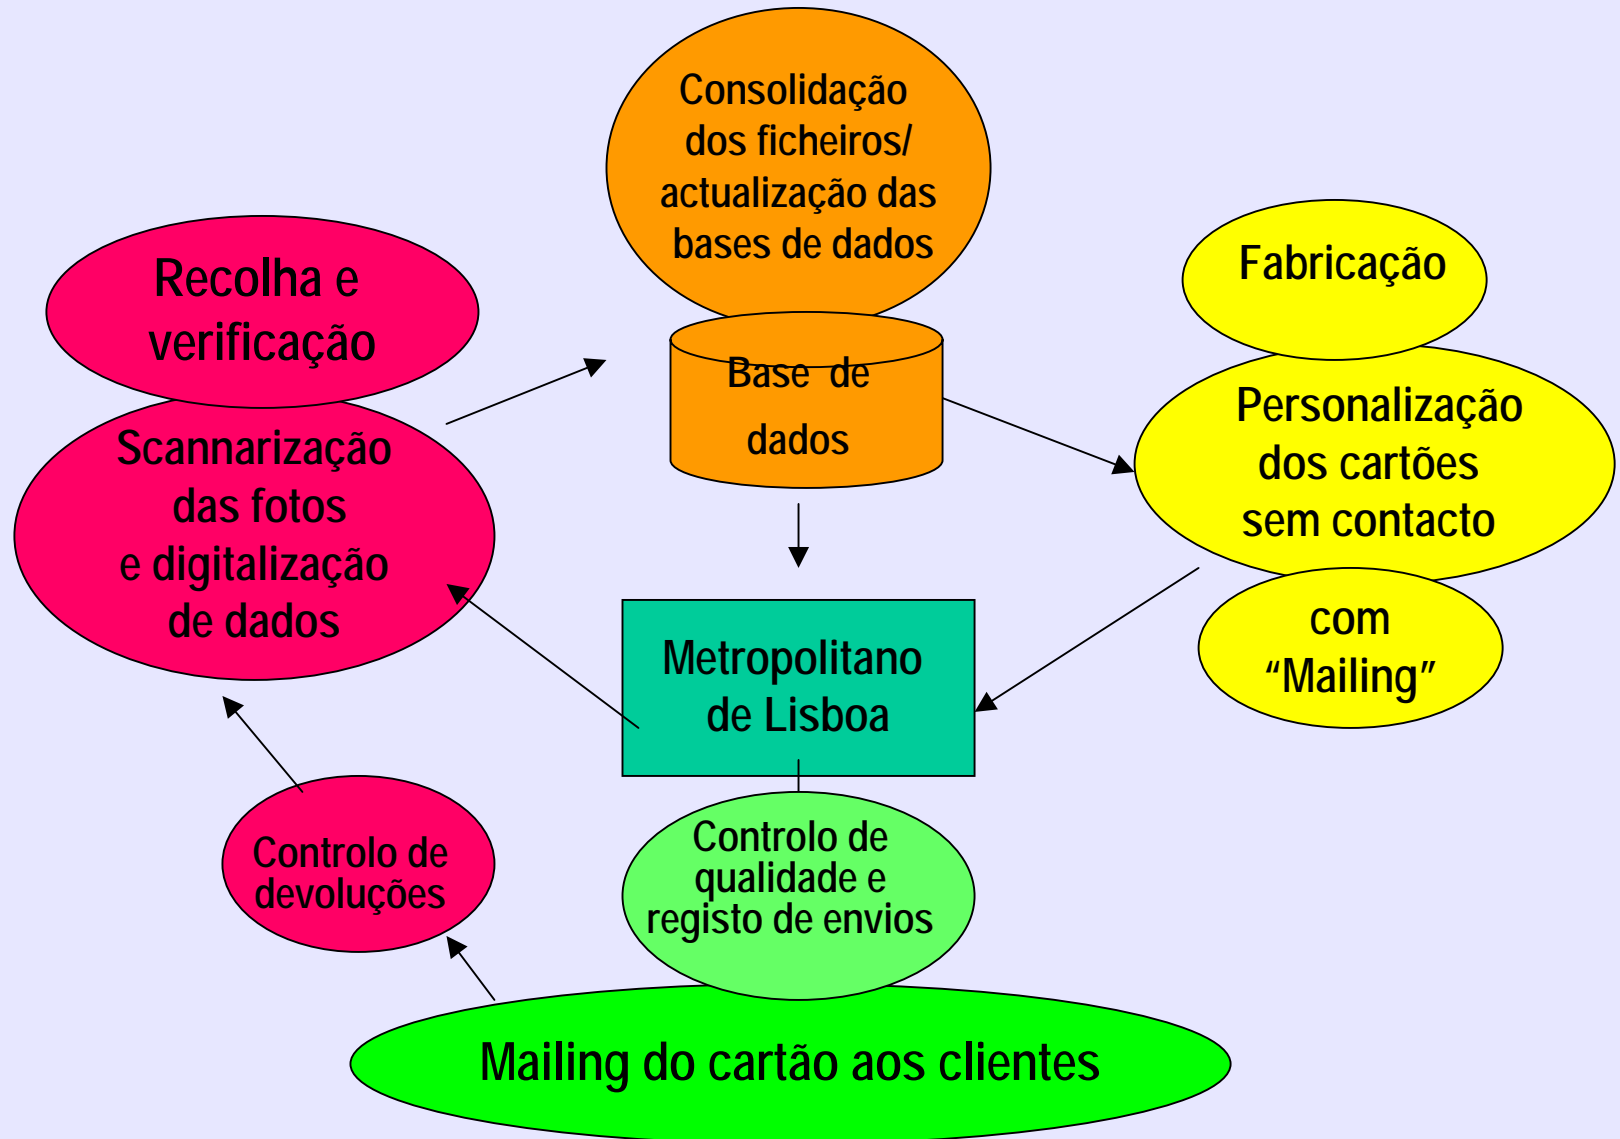 Consolidação
dos ficheiros/
actualização das
bases de dados
Base de
dados
Recolha e
verificação
Scannarização
das fotos
e digitalização
de dados
Fabricação
Personalização
dos cartões
sem contacto
com
“Mailing”
Metropolitano
de Lisboa
Controlo de
devoluções
Controlo de
qualidade e
registo de envios
Mailing do cartão aos clientes